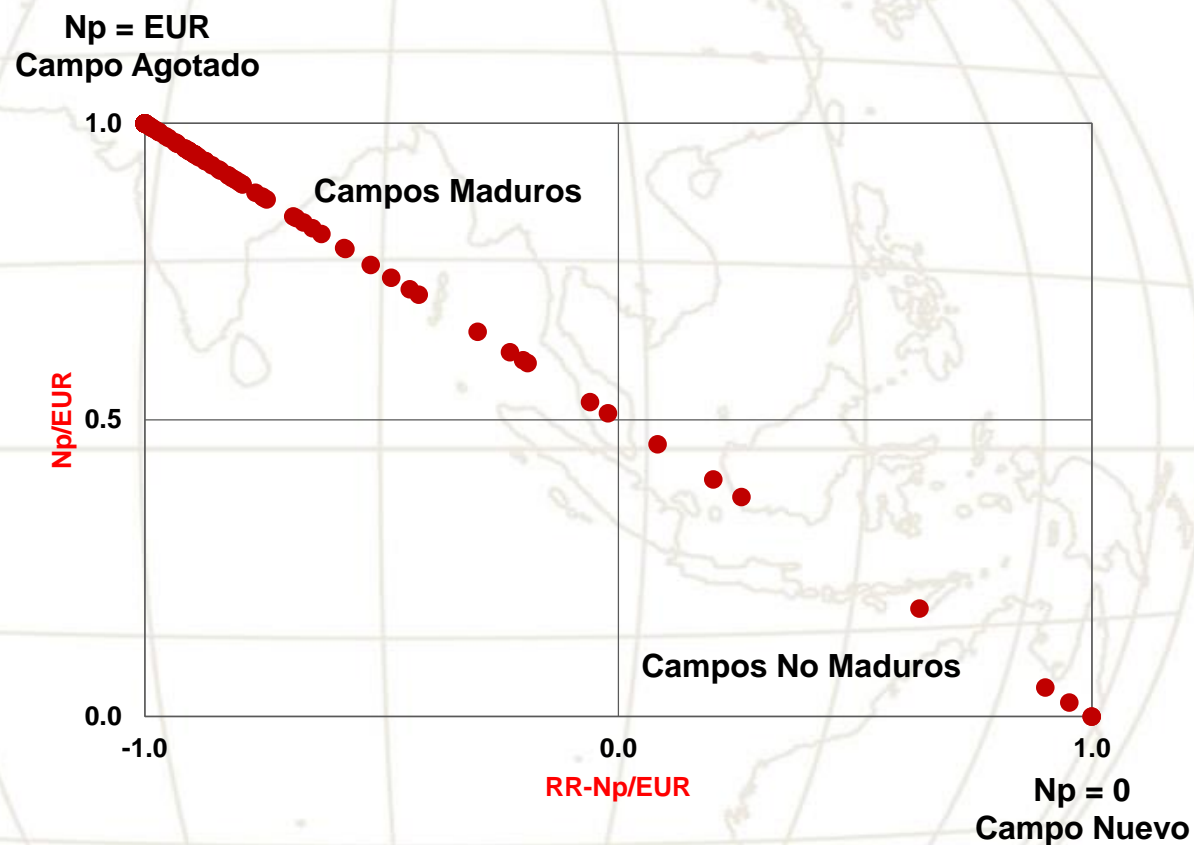 Np = EUR
Campo Agotado
1.0
Campos Maduros
Np/EUR
0.5
Campos No Maduros
0.0
-1.0
0.0
1.0
RR-Np/EUR
Np = 0
Campo Nuevo